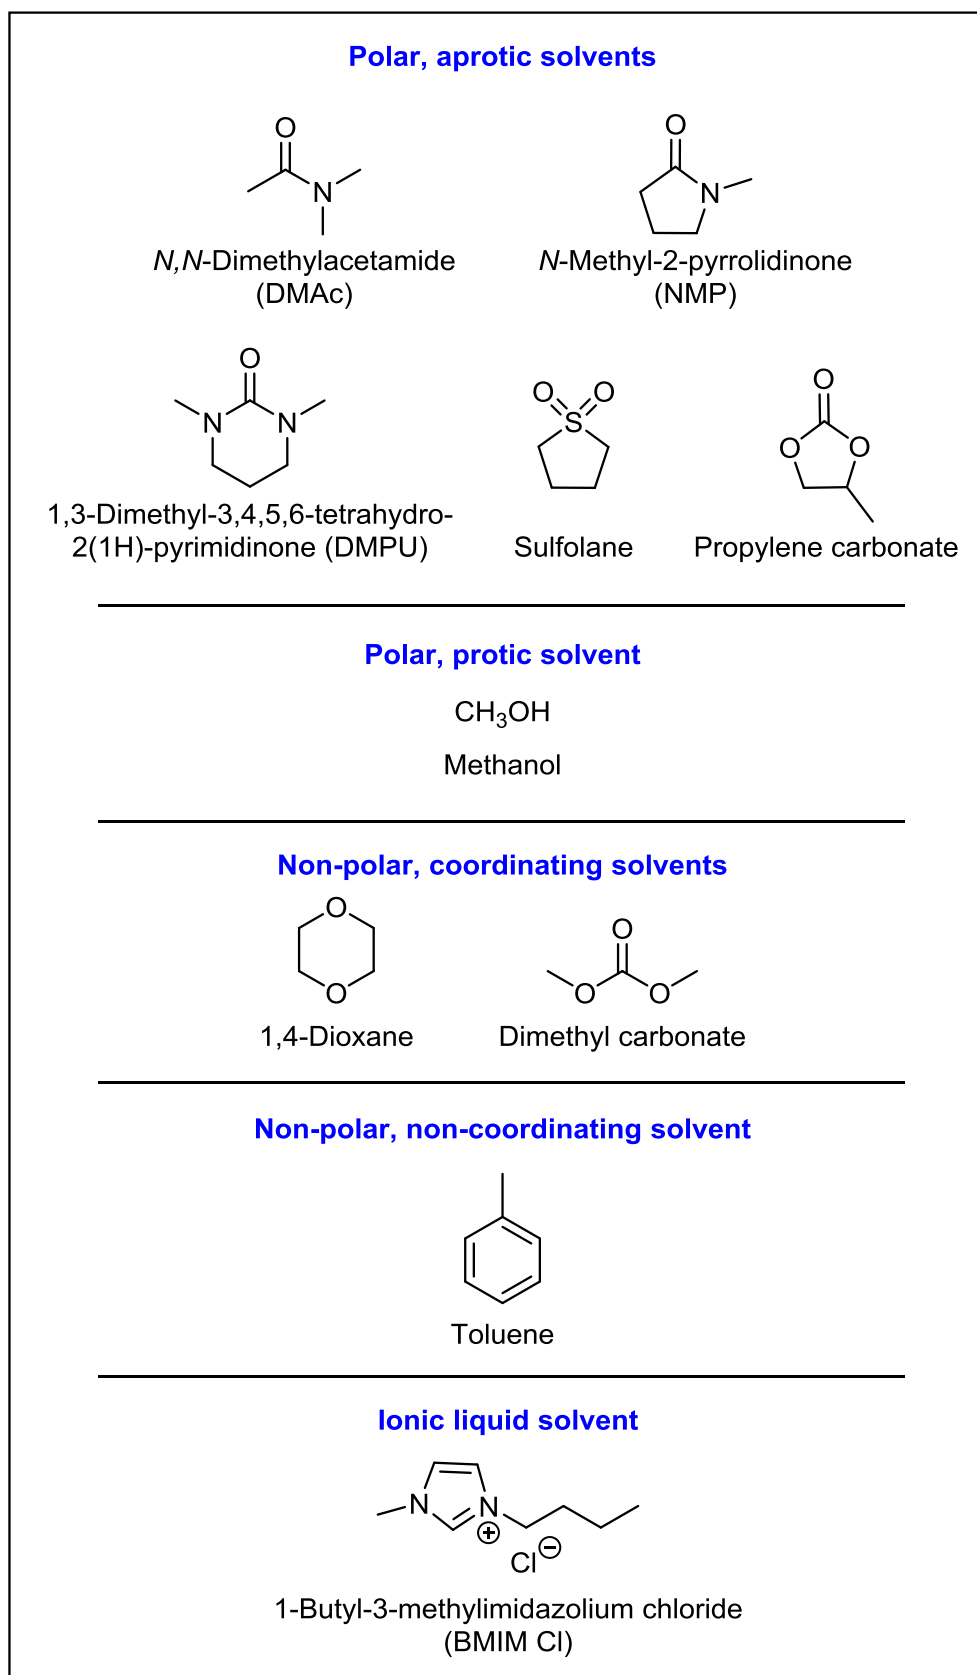 Polar, aprotic solvents
O
N
O
N
N,N-Dimethylacetamide
(DMAc)
N-Methyl-2-pyrrolidinone
(NMP)
O
N N
O O
S
O
O O
1,3-Dimethyl-3,4,5,6-tetrahydro-
2(1H)-pyrimidinone (DMPU)
Sulfolane
Propylene carbonate
Polar, protic solvent
CH3OH
Methanol
Non-polar, coordinating solvents
O
O
O
O O
1,4-Dioxane
Dimethyl carbonate
Non-polar, non-coordinating solvent
Toluene
Ionic liquid solvent
N N
+
Cl−
1-Butyl-3-methylimidazolium chloride
(BMIM Cl)